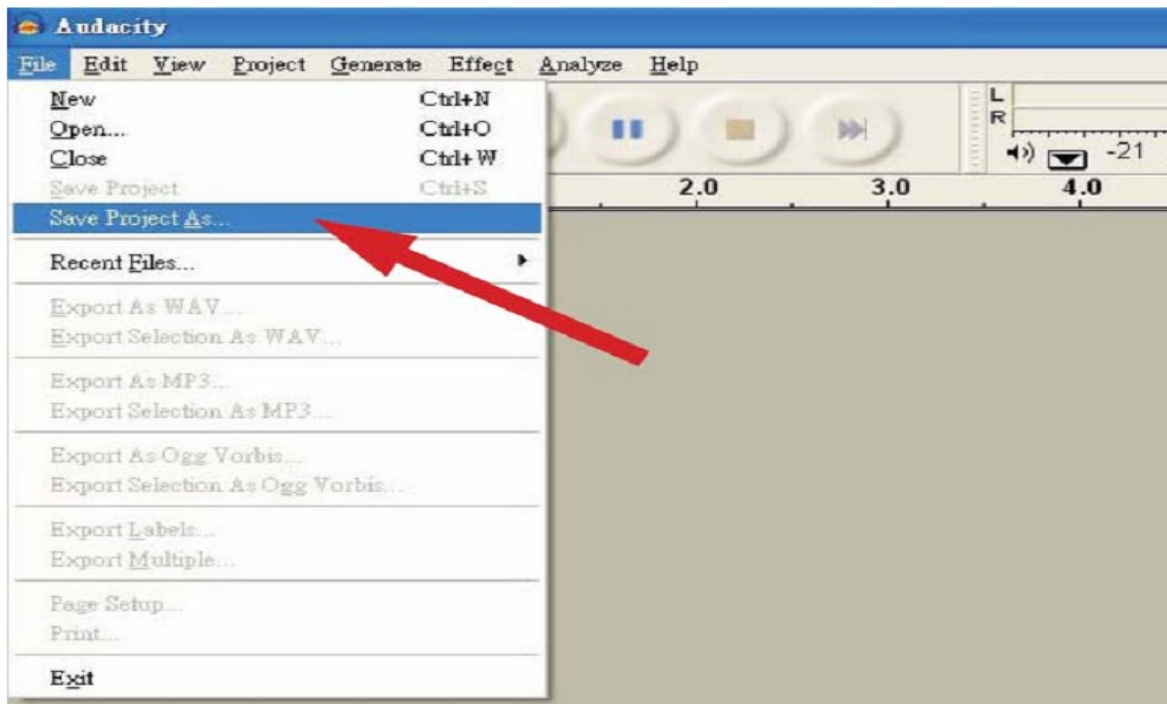 Audacity
File Edit View Project Generate Effect Analyze Help
New Ctrl+N
Open... Ctrl+O
Close Ctrl+W
Save Project Ctrl+S
Save Project As...
Recent Files...
Export As WAV...
Export Selection As WAV...
Export As MP3...
Export Selection As MP3...
Export As Ogg Vorbis...
Export Selection As Ogg Vorbis...
Export Labels...
Export Multiple...
Page Setup...
Print...
Exit
L
R
-21
2.0 3.0 4.0